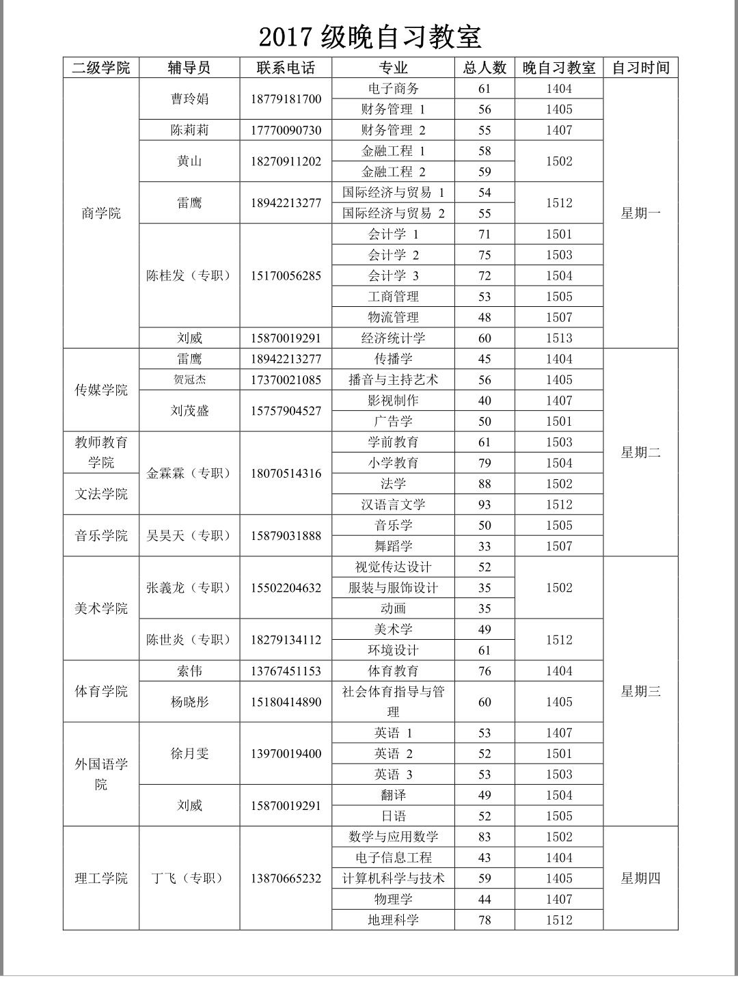 2017 级晚自习教室
二级学院 辅导员 联系电话 专业 总人数 晚自习教室 自习时间
商学院 曹玲娟 18779181700 电子商务 61 1404 星期一
财务管理 1 56 1405
陈莉莉 17770090730 财务管理 2 55 1407
黄山 18270911202 金融工程 1 58 1502
金融工程 2 59
雷鹰 18942213277 国际经济与贸易 1 54 1512
国际经济与贸易 2 55
陈桂发（专职） 15170056285 会计学 1 71 1501
会计学 2 75 1503
会计学 3 72 1504
工商管理 53 1505
物流管理 48 1507
刘威 15870019291 经济统计学 60 1513
传媒学院 雷鹰 18942213277 传播学 45 1404 星期二
贺冠杰 17370021085 播音与主持艺术 56 1405
刘茂盛 15757904527 影视制作 40 1407
广告学 50 1501
教师教育
学院 金霖霖（专职） 18070514316 学前教育 61 1503
小学教育 79 1504
文法学院 法学 88 1502
汉语言文学 93 1512
音乐学院 吴昊天（专职） 15879031888 音乐学 50 1505
舞蹈学 33 1507
美术学院 张羲龙（专职） 15502204632 视觉传达设计 52 1502 星期三
服装与服饰设计 35
动画 35
陈世炎（专职） 18279134112 美术学 49 1512
环境设计 61
体育学院 索伟 13767451153 体育教育 76 1404
杨晓彤 15180414890 社会体育指导与管
理 60 1405
外国语学
院 徐月雯 13970019400 英语 1 53 1407
英语 2 52 1501
英语 3 53 1503
刘威 15870019291 翻译 49 1504
日语 52 1505
理工学院 丁飞（专职） 13870665232 数学与应用数学 83 1502 星期四
电子信息工程 43 1404
计算机科学与技术 59 1405
物理学 44 1407
地理科学 78 1512